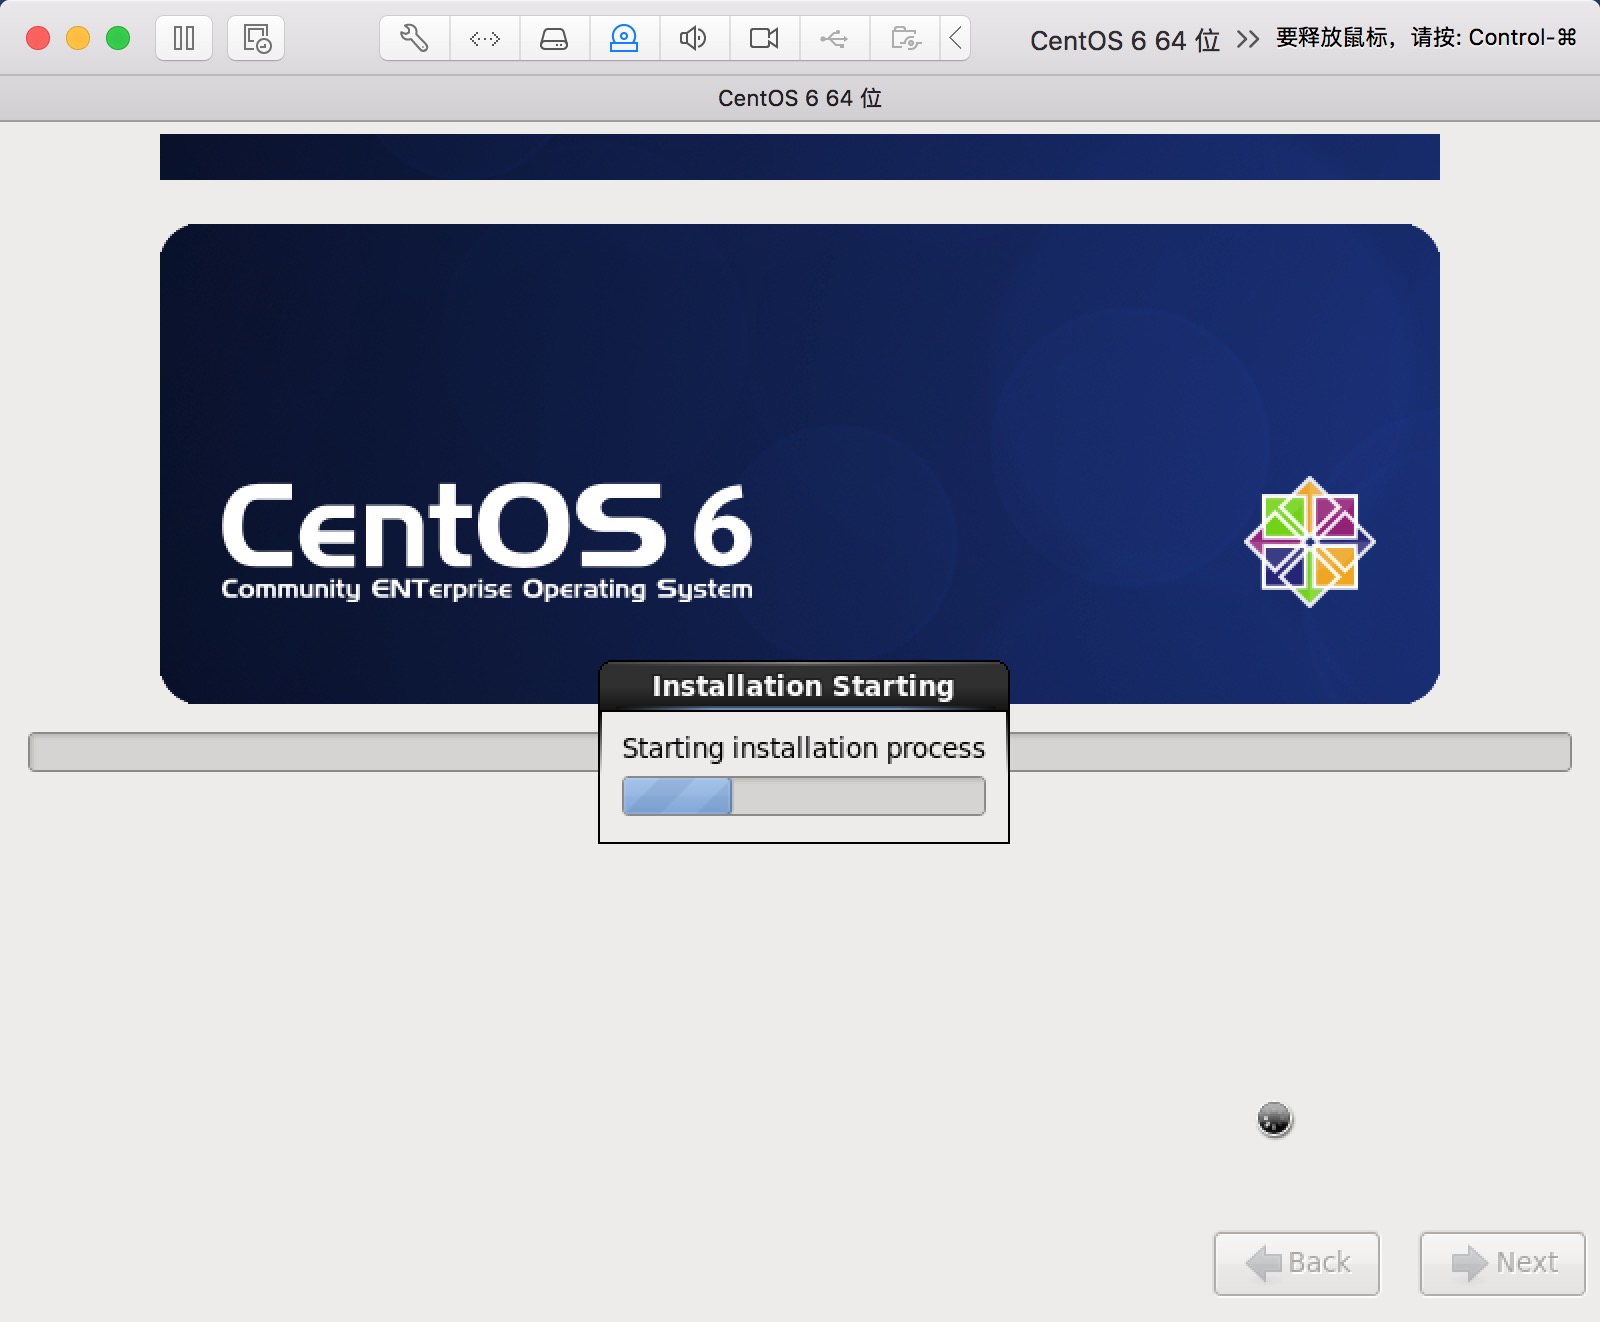 CentOS 6 64 位
要释放鼠标，请按: Control-⌘
CentOS 6 64 位
CentOS 6
Community ENTerprise Operating System
Installation Starting
Starting installation process
Back
Next